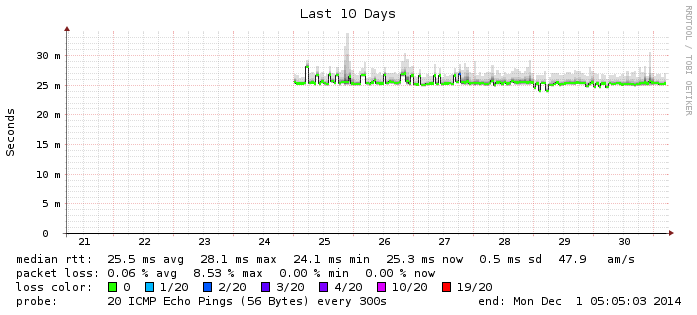 Last 10 Days
RRDTOOL / TOBI OETIKER
Seconds
30 m
25 m
20 m
15 m
10 m
5 m
0
21 22 23 24 25 26 27 28 29 30
median rtt: 25.5 ms avg 28.1 ms max 24.1 ms min 25.3 ms now 0.5 ms sd 47.9 am/s
packet loss: 0.06 % avg 8.53 % max 0.00 % min 0.00 % now
loss color: 0 1/20 2/20 3/20 4/20 10/20 19/20
probe: 20 ICMP Echo Pings (56 Bytes) every 300s end: Mon Dec 1 05:05:03 2014